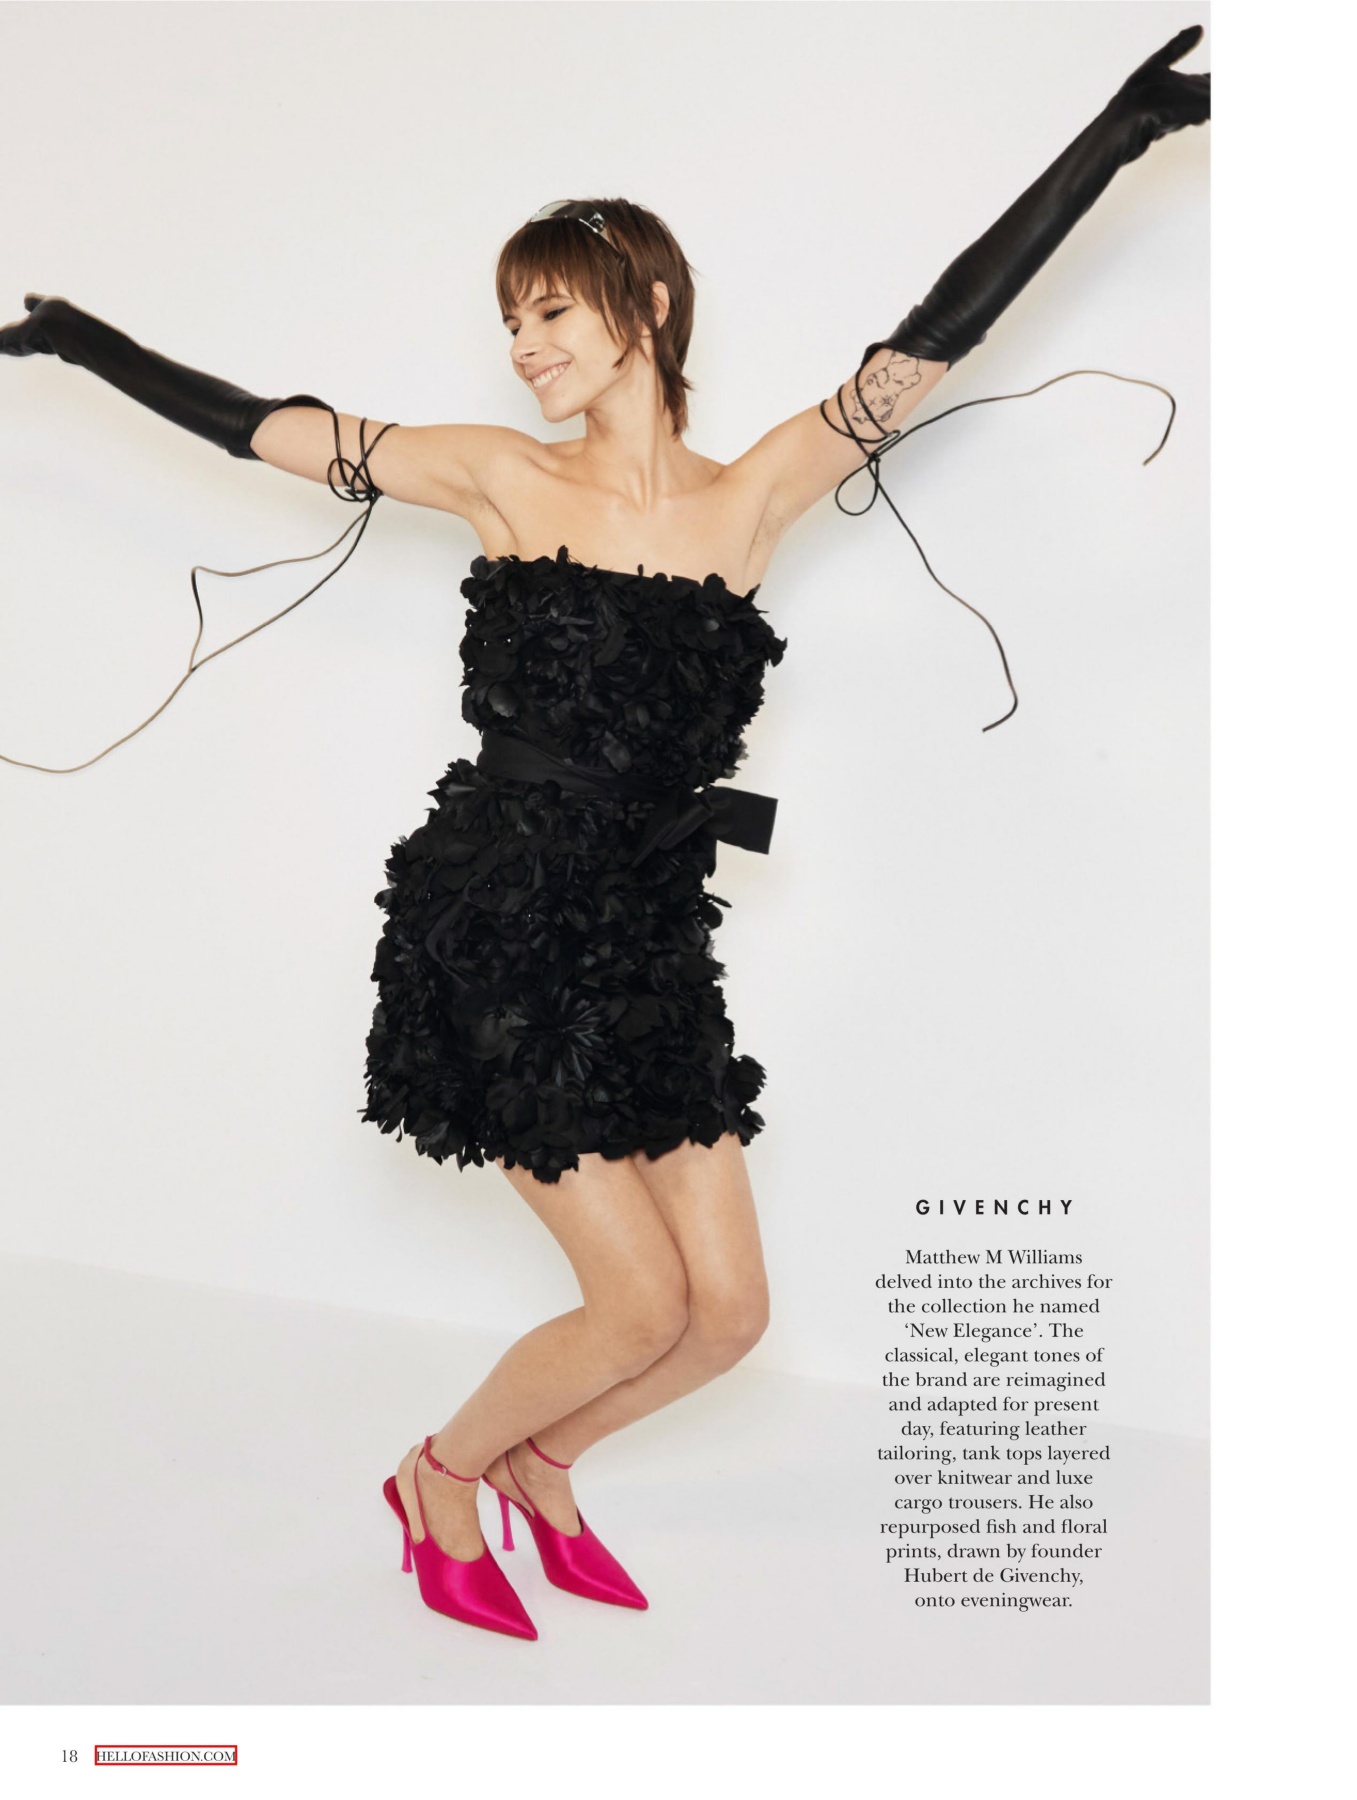 GIVENCHY
Matthew M Williams
delved into the archives for
the collection he named
‘New Elegance’. The
classical, elegant tones of
the brand are reimagined
and adapted for present
day, featuring leather
tailoring, tank tops layered
over knitwear and luxe
cargo trousers. He also
repurposed fish and floral
prints, drawn by founder
Hubert de Givenchy,
onto eveningwear.
18 HELLOFASHION.COM